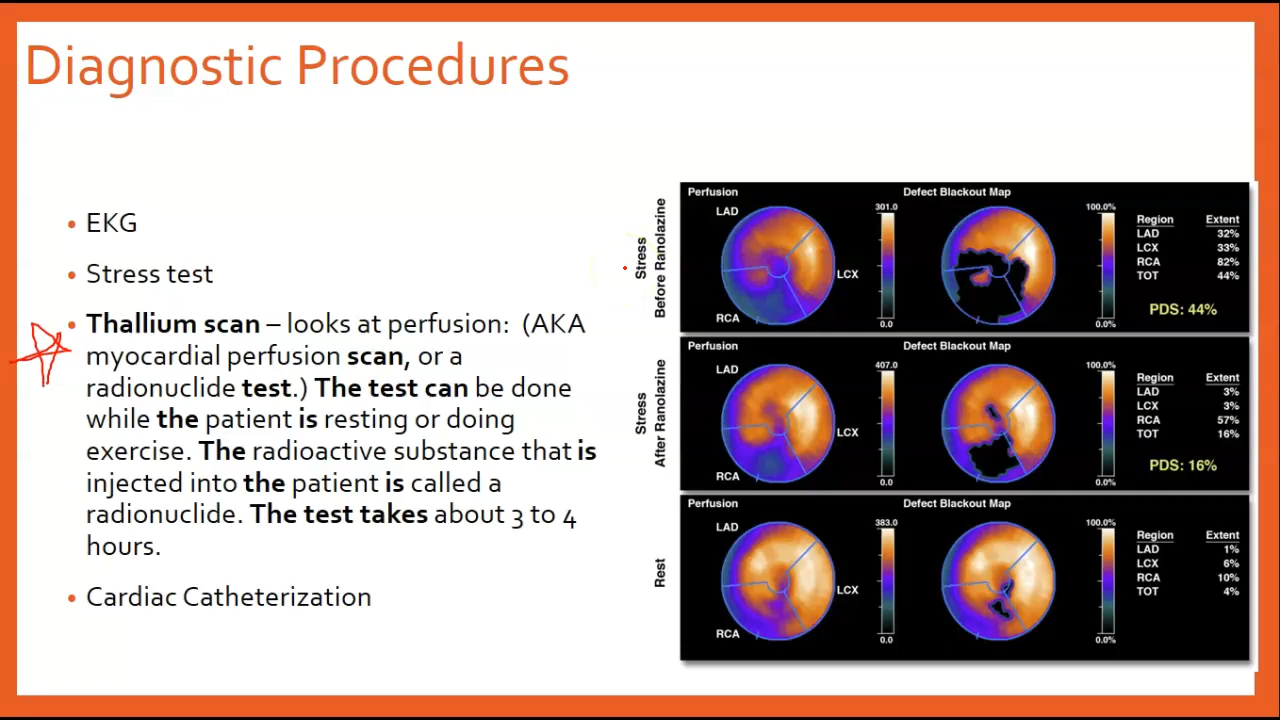 Diagnostic Procedures
• EKG
• Stress test
• Thallium scan – looks at perfusion: (AKA
myocardial perfusion scan, or a
radionuclide test.) The test can be done
while the patient is resting or doing
exercise. The radioactive substance that is
injected into the patient is called a
radionuclide. The test takes about 3 to 4
hours.
• Cardiac Catheterization
Stress
Before Ranolazine
Perfusion
LAD
LCX
RCA
301.0
0.0
Defect Blackout Map
100.0%
0.0%
Region Extent
LAD 32%
LCX 33%
RCA 82%
TOT 44%
PDS: 44%
Stress
After Ranolazine
Perfusion
LAD
LCX
RCA
407.0
0.0
Defect Blackout Map
100.0%
0.0%
Region Extent
LAD 3%
LCX 3%
RCA 57%
TOT 16%
PDS: 16%
Rest
Perfusion
LAD
LCX
RCA
383.0
0.0
Defect Blackout Map
100.0%
0.0%
Region Extent
LAD 1%
LCX 6%
RCA 10%
TOT 4%